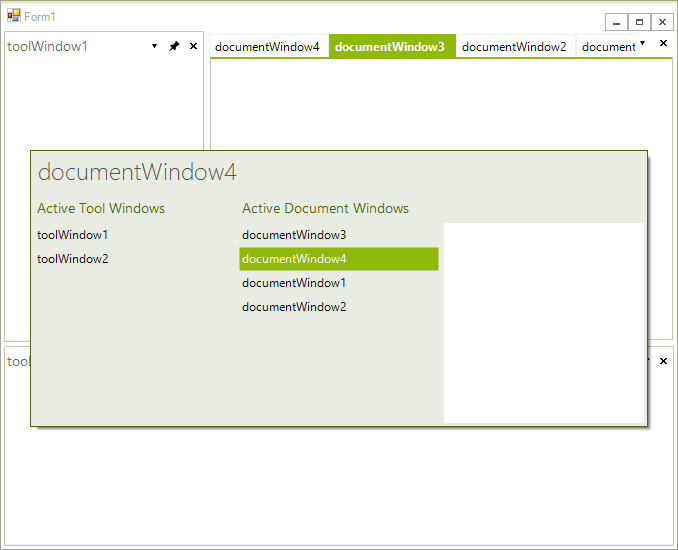 Form1
toolWindow1
documentWindow4 documentWindow3 documentWindow2 document
documentWindow4
Active Tool Windows Active Document Windows
toolWindow1 documentWindow3
toolWindow2 documentWindow4
documentWindow1
documentWindow2
tool